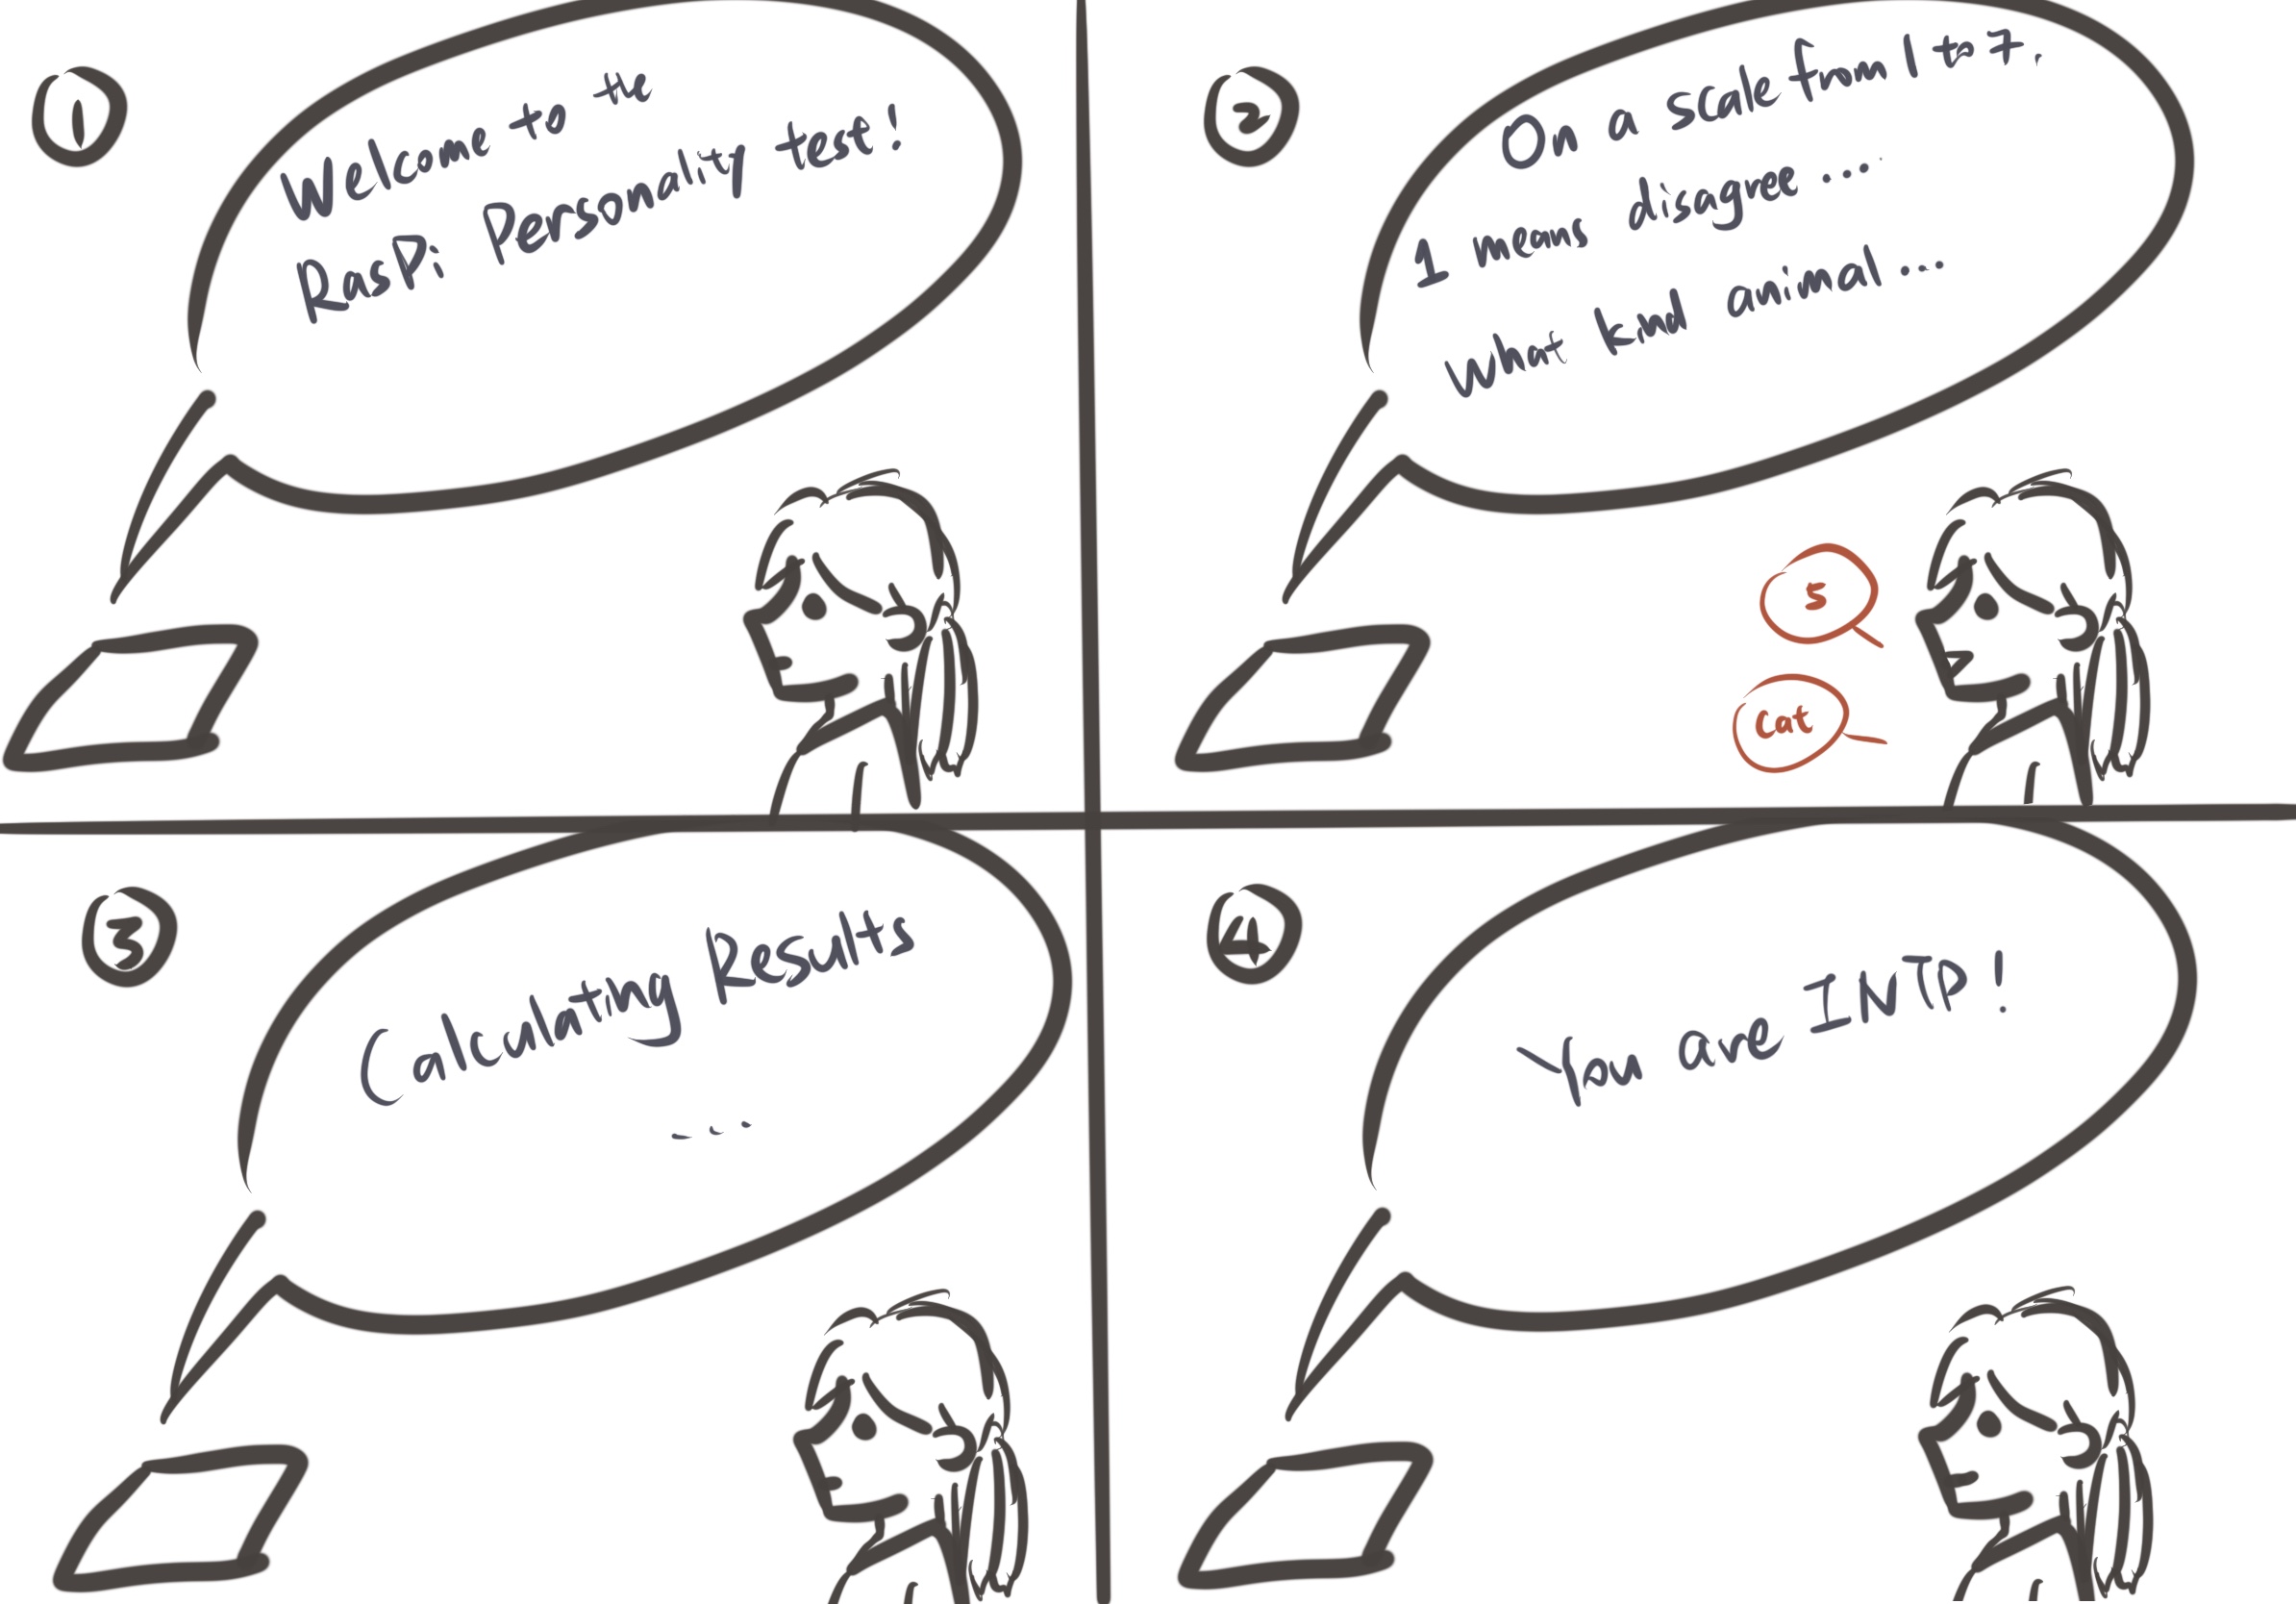 1
Welcome to the
RasPi Personality test!
2
On a scale from 1 to 7,
1 means disagree ....
What kind animal ...
5
Cat
3
Calculating Results
...
4
You are INTP!